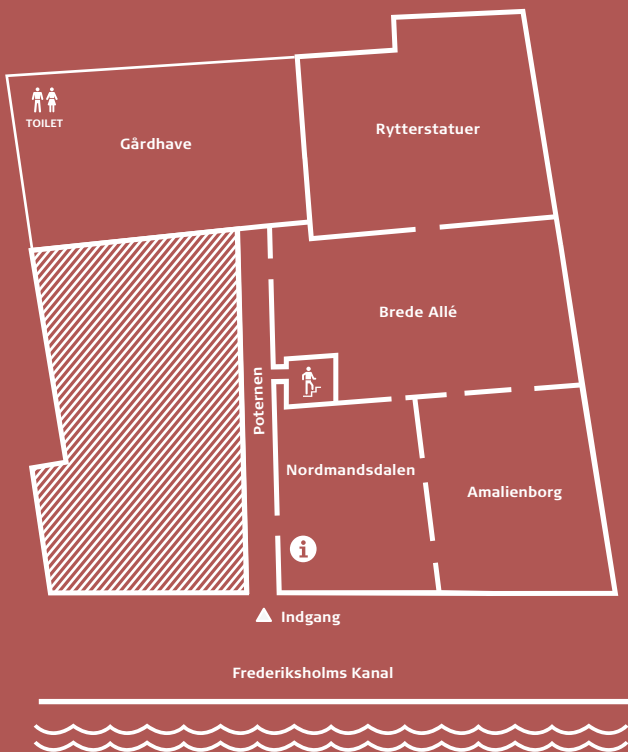 TOILET
Gårdhave
Rytterstatuer
Brede Allé
Poternen
Nordmandsdalen
Amalienborg
i
Indgang
Frederiksholms Kanal